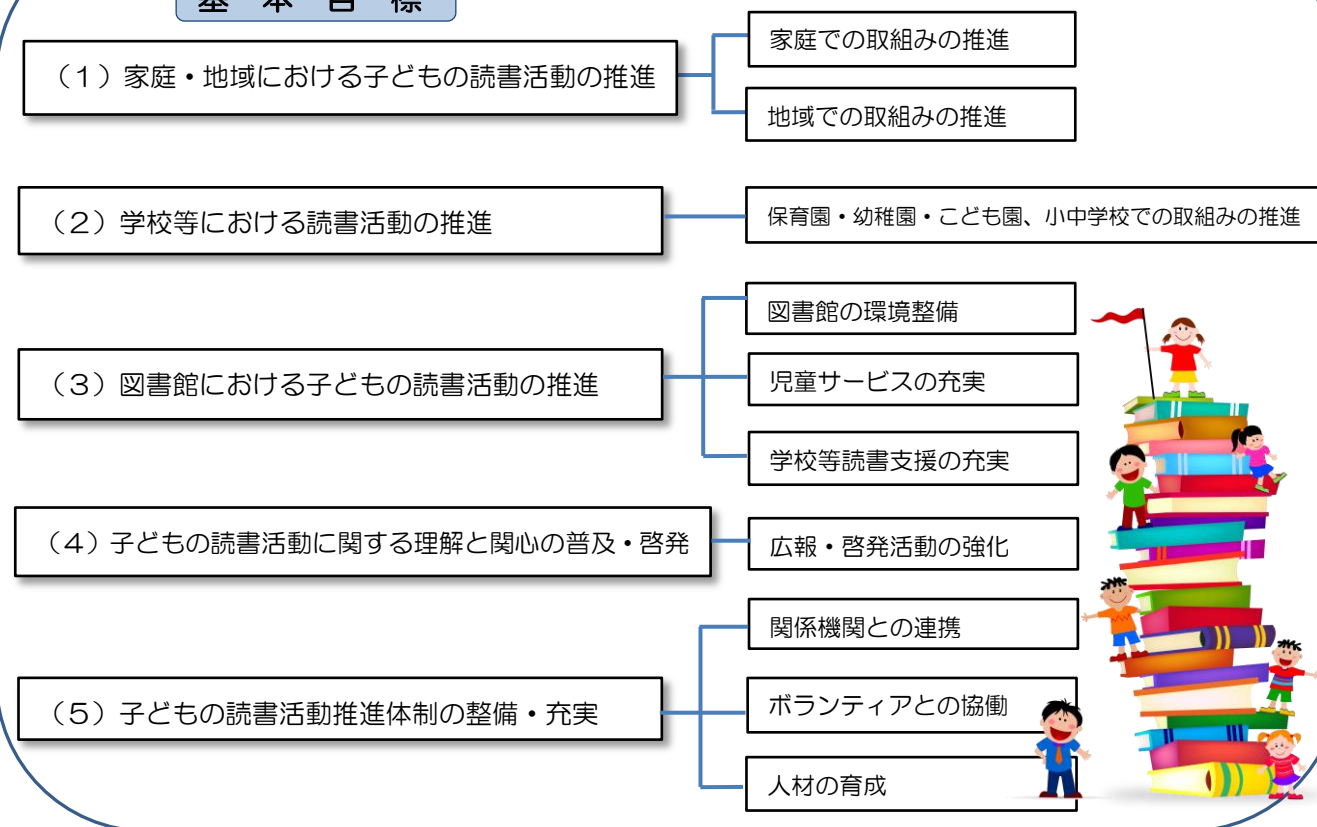 基本目標
(1)家庭・地域における子どもの読書活動の推進
家庭での取組みの推進
地域での取組みの推進
(2)学校等における読書活動の推進
保育園・幼稚園・こども園、小中学校での取組みの推進
(3)図書館における子どもの読書活動の推進
図書館の環境整備
児童サービスの充実
学校等読書支援の充実
(4)子どもの読書活動に関する理解と関心の普及・啓発
広報・啓発活動の強化
(5)子どもの読書活動推進体制の整備・充実
関係機関との連携
ボランティアとの協働
人材の育成